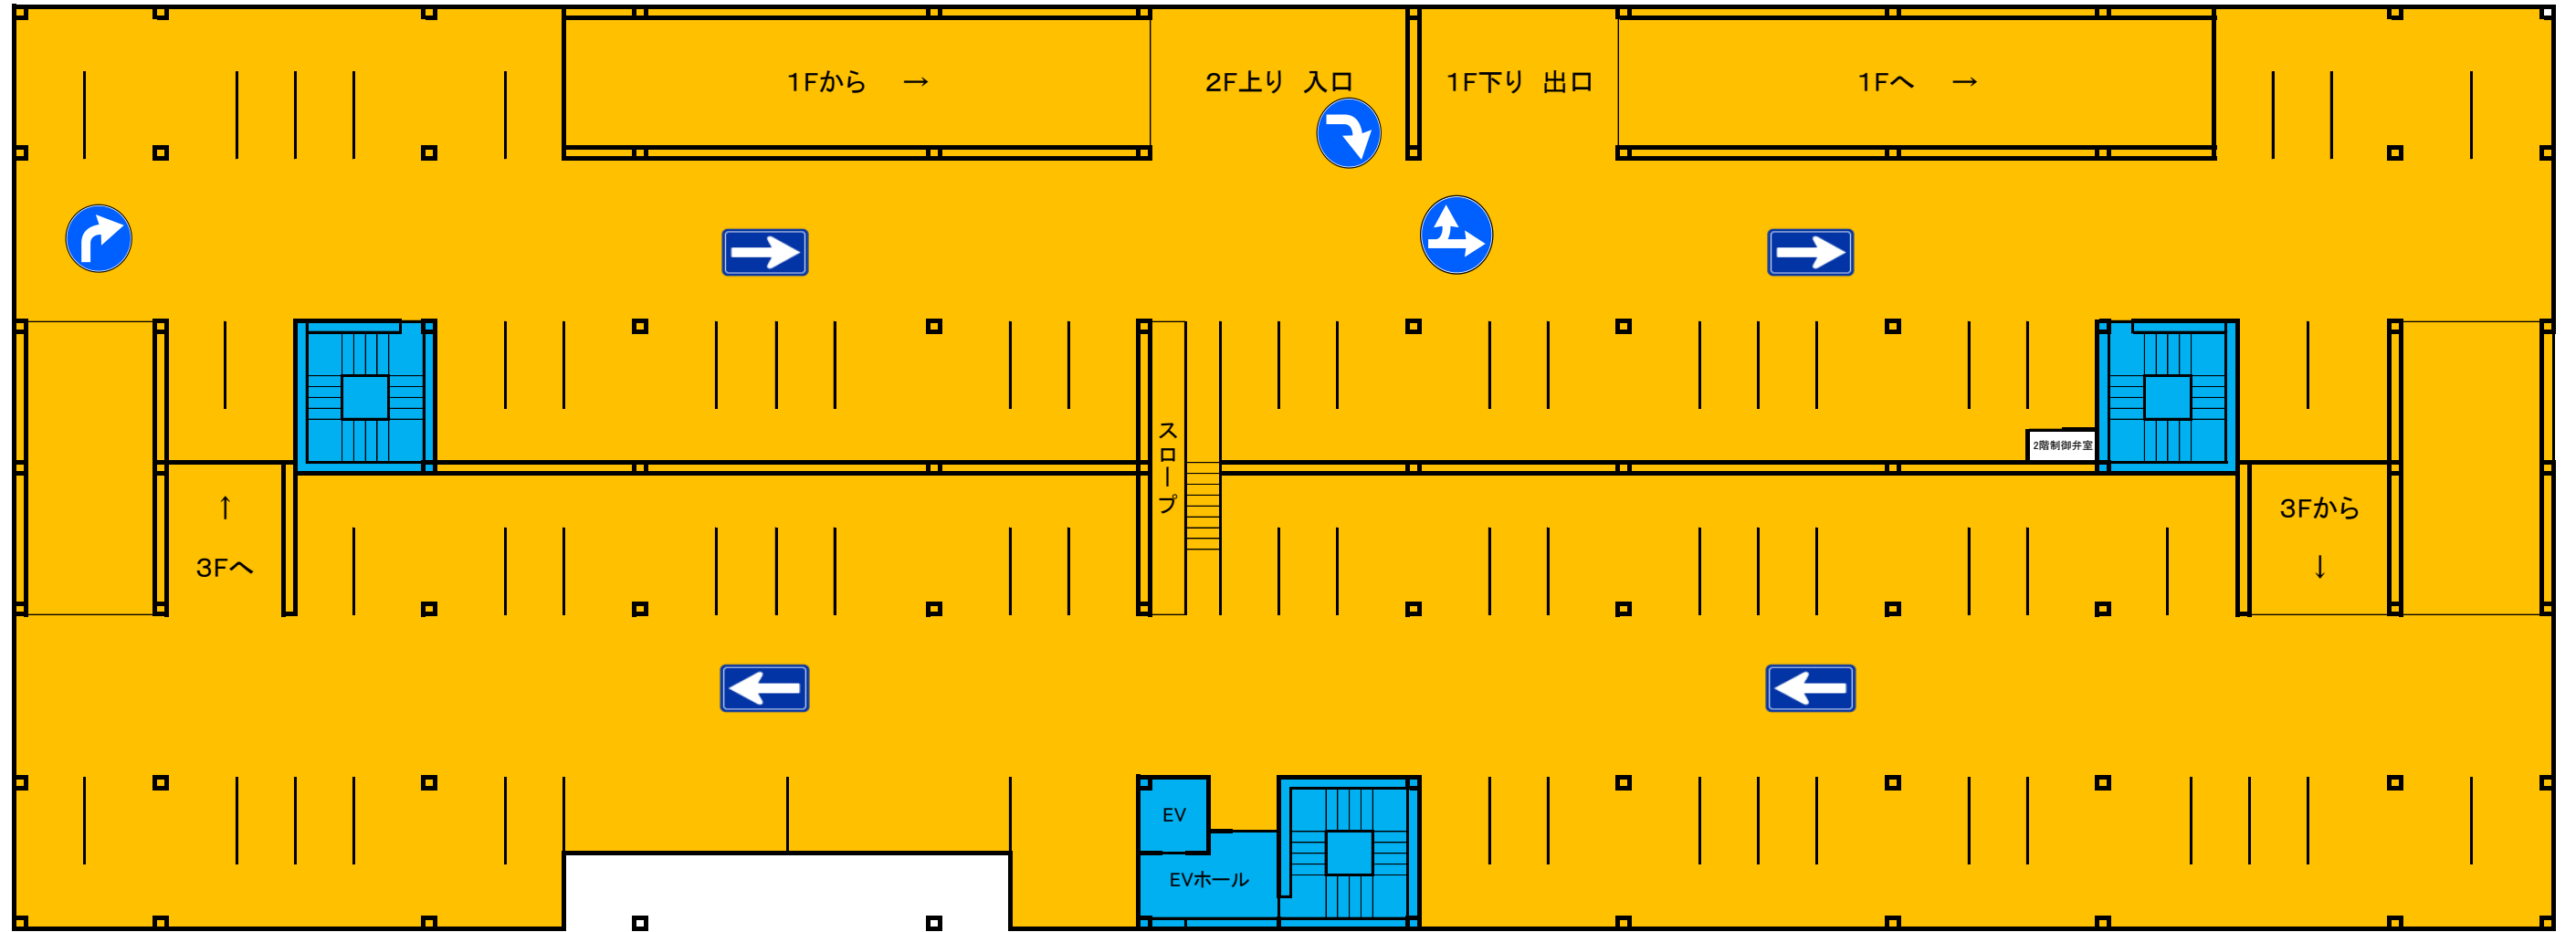 1Fから →
2F上り 入口
1F下り 出口
1Fへ →
スロープ
2階制御弁室
↑
3Fへ
3Fから
↓
EV
EVホール